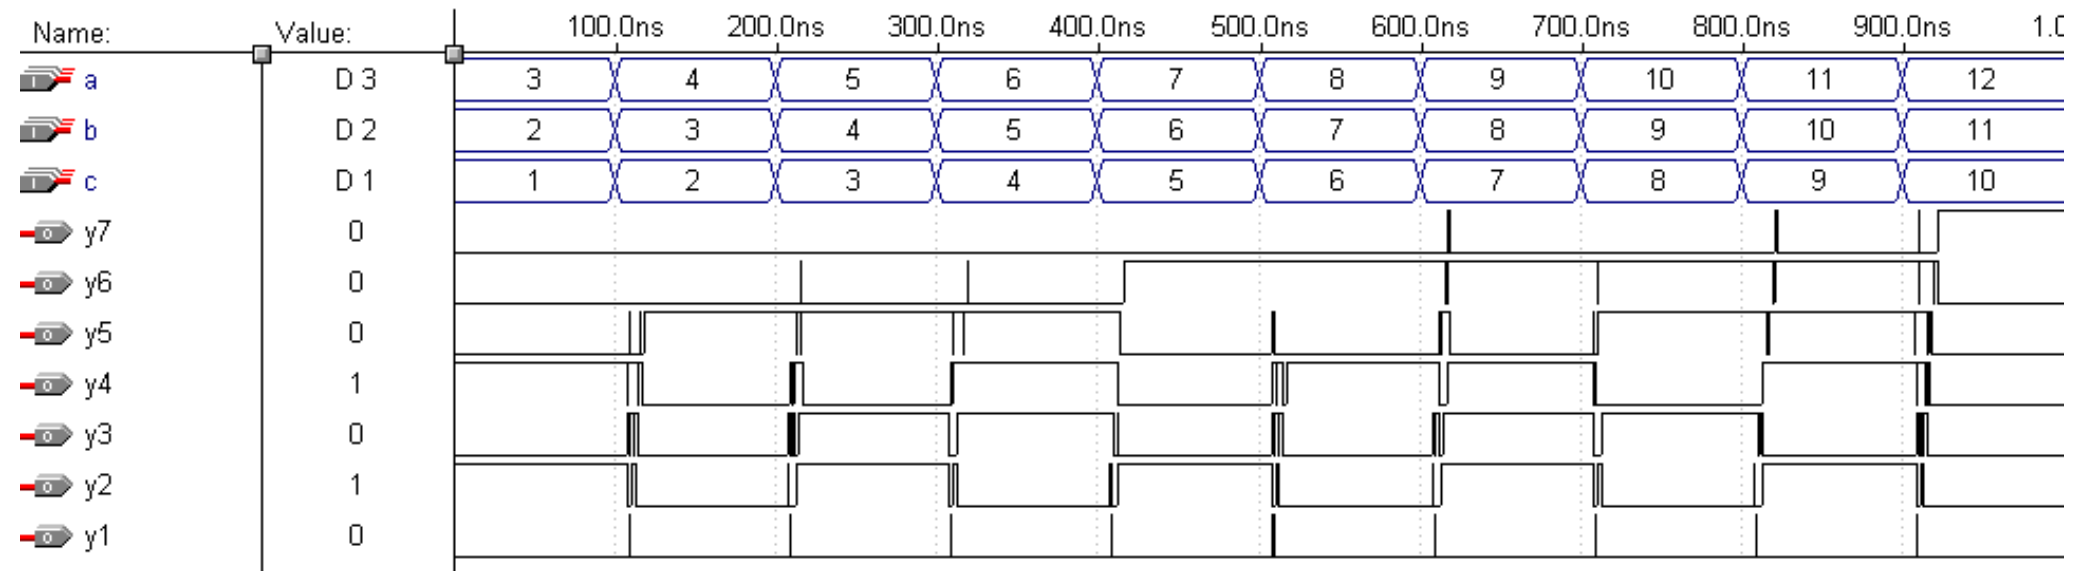 Name: Value: 100.0ns 200.0ns 300.0ns 400.0ns 500.0ns 600.0ns 700.0ns 800.0ns 900.0ns 1.0
I a D 3 3 4 5 6 7 8 9 10 11 12
I b D 2 2 3 4 5 6 7 8 9 10 11
I c D 1 1 2 3 4 5 6 7 8 9 10
O y7 0
O y6 0
O y5 0
O y4 1
O y3 0
O y2 1
O y1 0